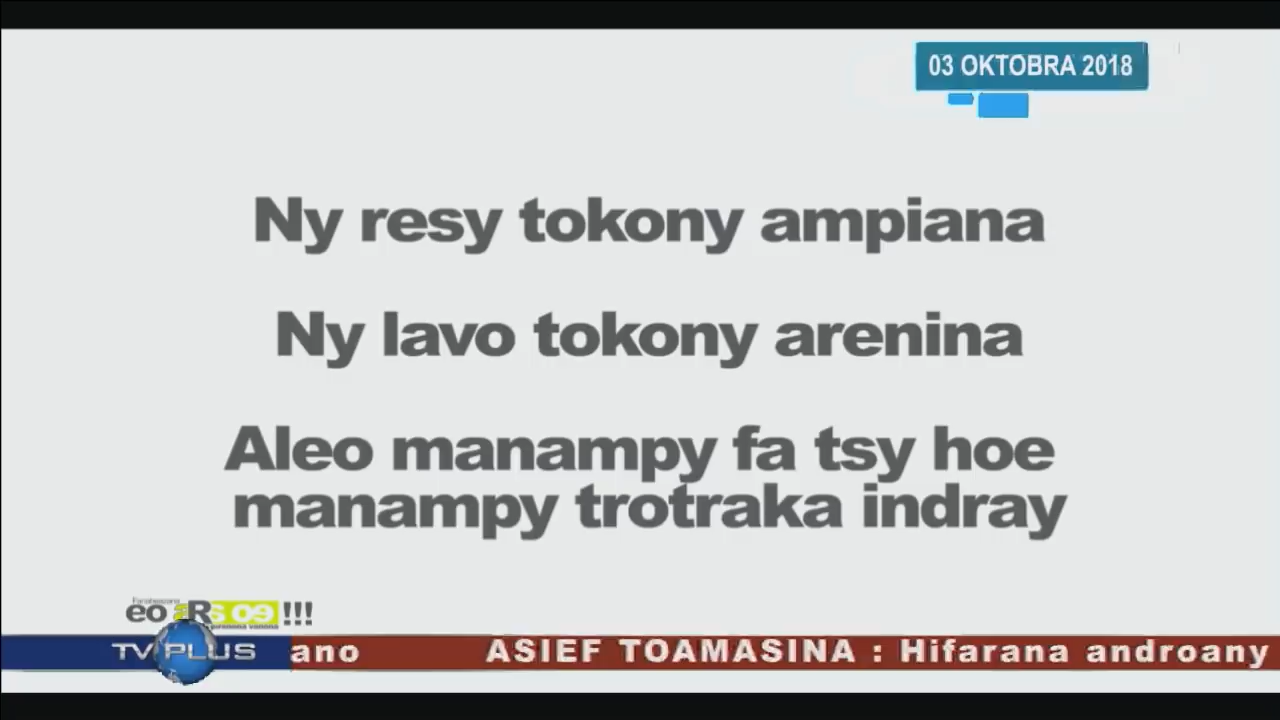 03 OKTOBRA 2018
Ny resy tokony ampiana
Ny lavo tokony arenina
Aleo manampy fa tsy hoe
manampy trotraka indray
!!!
TV PLUS
ano ASIEF TOAMASINA : Hifarana androany